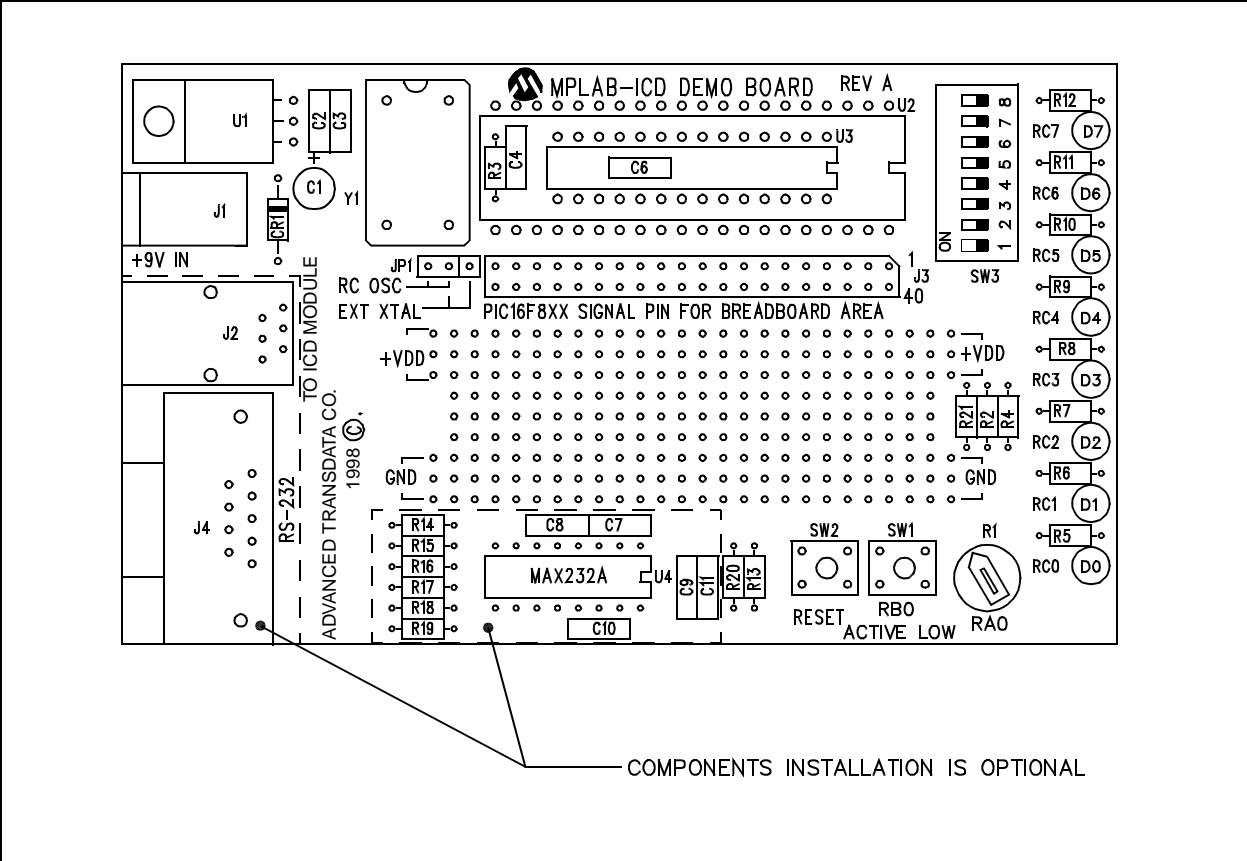 MPLAB-ICD DEMO BOARD
REV A
U2
U1
C2
C3
C1
+
Y1
J1
CR1
+9V IN
R3
C4
C6
U3
8
7
6
5
4
3
2
1
ON
SW3
R12
RC7 D7
R11
RC6 D6
R10
RC5 D5
R9
RC4 D4
R8
RC3 D3
R7
RC2 D2
R6
RC1 D1
R5
RC0 D0
JP1
RC OSC
EXT XTAL
1
J3
40
PIC16F8XX SIGNAL PIN FOR BREADBOARD AREA
J2
TO ICD MODULE
+VDD
+VDD
R21
R2
R4
GND
GND
J4
RS-232
ADVANCED TRANSDATA CO.
1998 ©.
R14
R15
R16
R17
R18
R19
C8
C7
MAX232A
U4
C9
C11
C10
R20
R13
SW2
RESET
SW1
RB0
ACTIVE LOW
R1
RA0
COMPONENTS INSTALLATION IS OPTIONAL